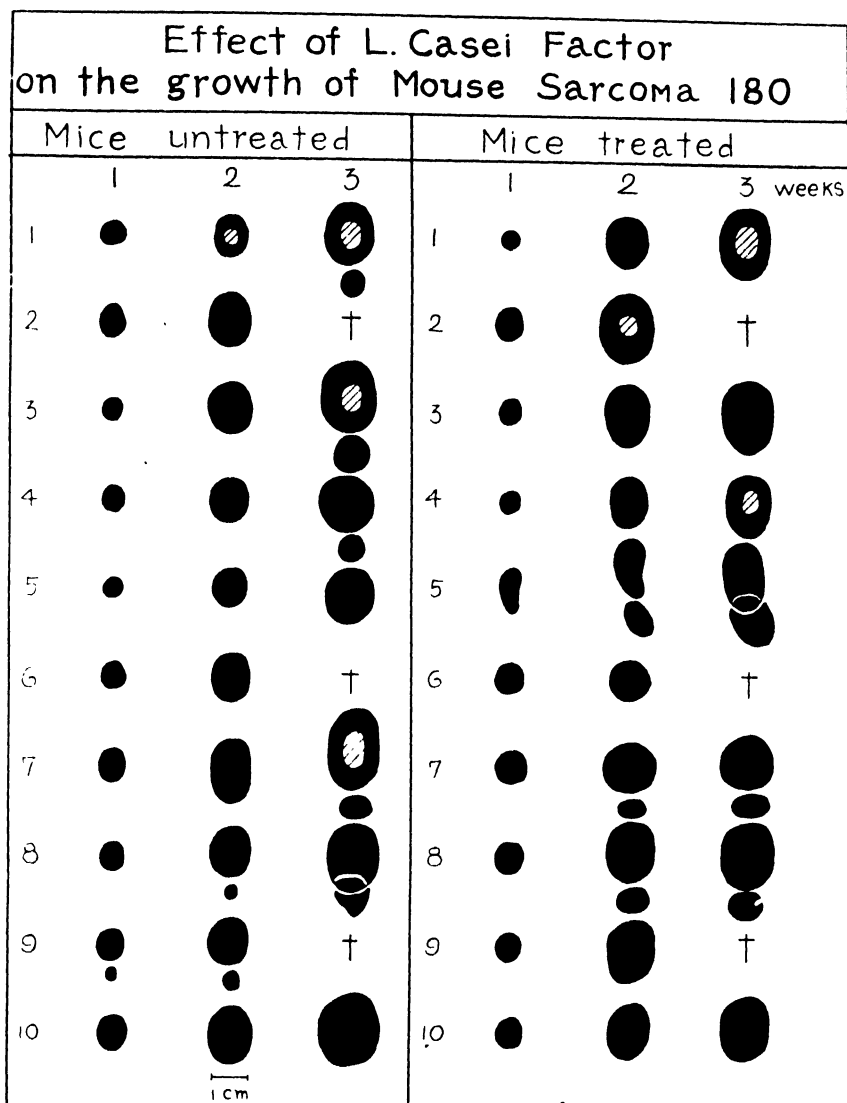 Effect of L. Casei Factor
on the growth of Mouse Sarcoma 180
Mice untreated
1 2 3
1
2 †
3
4
5
6 †
7
8
9 †
10
1 cm
Mice treated
1 2 3 weeks
1
2 †
3
4
5
6 †
7
8
9 †
10